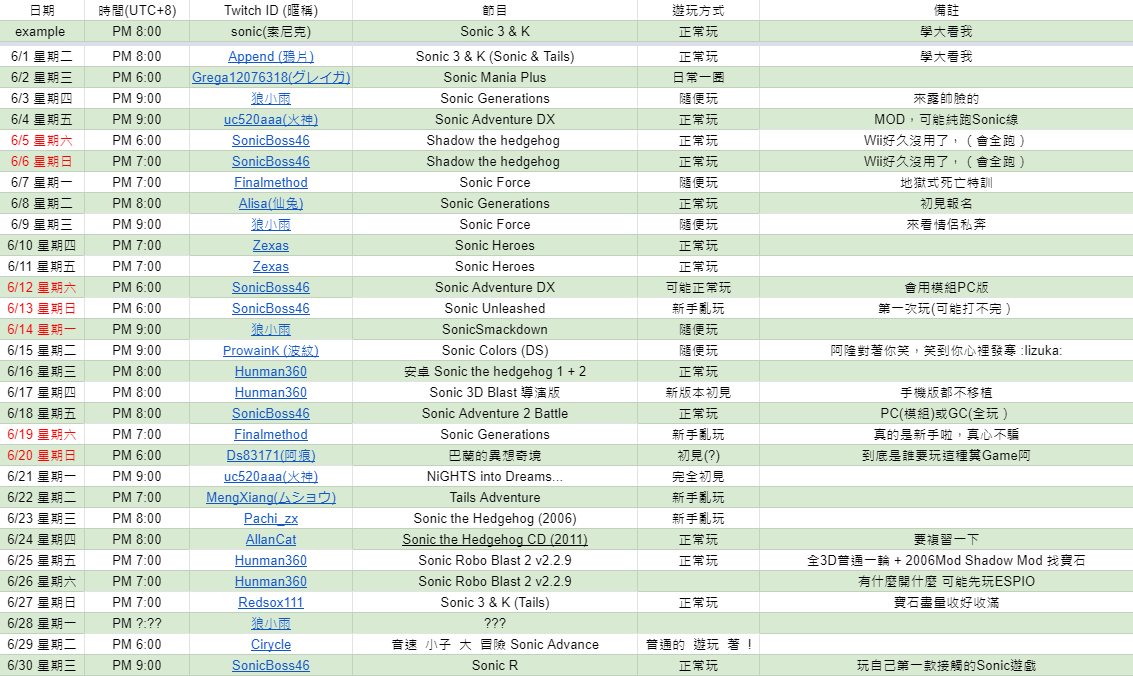 日期 時間(UTC+8) Twitch ID (暱稱) 節目 遊玩方式 備註
example PM 8:00 sonic(索尼克) Sonic 3 & K 正常玩 學大看我
6/1 星期二 PM 8:00 Append (鴉片) Sonic 3 & K (Sonic & Tails) 正常玩 學大看我
6/2 星期三 PM 6:00 Grega12076318(グレイガ) Sonic Mania Plus 日常一圈
6/3 星期四 PM 9:00 狼小雨 Sonic Generations 隨便玩 來露帥臉的
6/4 星期五 PM 9:00 uc520aaa(火神) Sonic Adventure DX 正常玩 MOD，可能純跑Sonic線
6/5 星期六 PM 6:00 SonicBoss46 Shadow the hedgehog 正常玩 Wii好久沒用了，（會全跑）
6/6 星期日 PM 7:00 SonicBoss46 Shadow the hedgehog 正常玩 Wii好久沒用了，（會全跑）
6/7 星期一 PM 7:00 Finalmethod Sonic Force 隨便玩 地獄式死亡特訓
6/8 星期二 PM 8:00 Alisa(仙兔) Sonic Generations 正常玩 初見報名
6/9 星期三 PM 9:00 狼小雨 Sonic Force 隨便玩 來看情侶私奔
6/10 星期四 PM 7:00 Zexas Sonic Heroes 正常玩
6/11 星期五 PM 7:00 Zexas Sonic Heroes 正常玩
6/12 星期六 PM 6:00 SonicBoss46 Sonic Adventure DX 可能正常玩 會用模組PC版
6/13 星期日 PM 6:00 SonicBoss46 Sonic Unleashed 新手亂玩 第一次玩(可能打不完）
6/14 星期一 PM 9:00 狼小雨 SonicSmackdown 隨便玩
6/15 星期二 PM 9:00 ProwainK (波紋) Sonic Colors (DS) 隨便玩 阿隆對著你笑，笑到你心裡發寒 :Iizuka:
6/16 星期三 PM 8:00 Hunman360 安卓 Sonic the hedgehog 1 + 2 正常玩
6/17 星期四 PM 8:00 Hunman360 Sonic 3D Blast 導演版 新版本初見 手機版都不移植
6/18 星期五 PM 8:00 SonicBoss46 Sonic Adventure 2 Battle 正常玩 PC(模組)或GC(全玩）
6/19 星期六 PM 7:00 Finalmethod Sonic Generations 新手亂玩 真的是新手啦，真心不騙
6/20 星期日 PM 6:00 Ds83171(阿痕) 巴蘭的異想奇境 初見(?) 到底是誰要玩這種糞Game阿
6/21 星期一 PM 9:00 uc520aaa(火神) NiGHTS into Dreams... 完全初見
6/22 星期二 PM 7:00 MengXiang(ムショウ) Tails Adventure 新手亂玩
6/23 星期三 PM 8:00 Pachi_zx Sonic the Hedgehog (2006) 新手亂玩
6/24 星期四 PM 8:00 AllanCat Sonic the Hedgehog CD (2011) 正常玩 要複習一下
6/25 星期五 PM 7:00 Hunman360 Sonic Robo Blast 2 v2.2.9 正常玩 全3D普通一輪 + 2006Mod Shadow Mod 找寶石
6/26 星期六 PM 7:00 Hunman360 Sonic Robo Blast 2 v2.2.9 有什麼開什麼 可能先玩ESPIO
6/27 星期日 PM 7:00 Redsox111 Sonic 3 & K (Tails) 正常玩 寶石盡量收好收滿
6/28 星期一 PM ?:?? 狼小雨 ???
6/29 星期二 PM 6:00 Cirycle 音速 小子 大 冒險 Sonic Advance 普通的 遊玩 著！
6/30 星期三 PM 9:00 SonicBoss46 Sonic R 正常玩 玩自己第一款接觸的Sonic遊戲